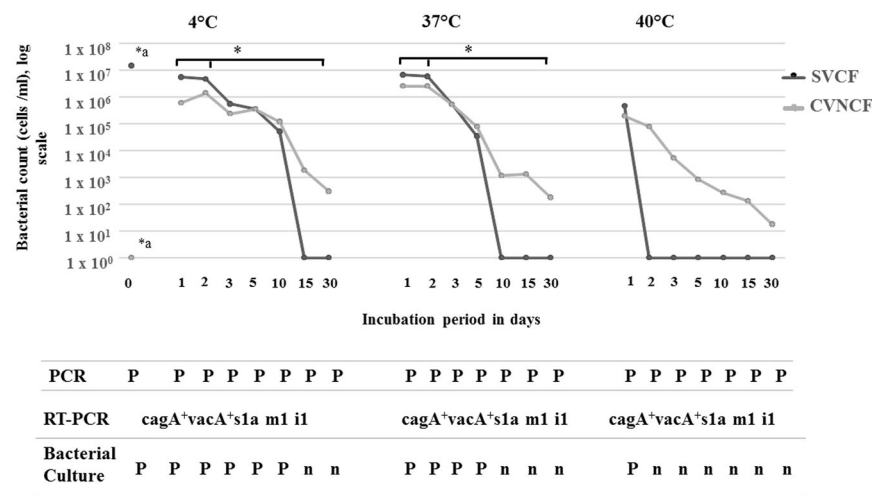 4°C 37°C 40°C
Bacterial count (cells /ml), log
scale
1 x 10⁸
1 x 10⁷
1 x 10⁶
1 x 10⁵
1 x 10⁴
1 x 10³
1 x 10²
1 x 10¹
1 x 10⁰
*a
*a
*
*
SVCF
CVNCF
0 1 2 3 5 10 15 30 1 2 3 5 10 15 30 1 2 3 5 10 15 30
Incubation period in days
PCR P P P P P P P P P P P P P P P P P P P P P P
RT-PCR cagA⁺vacA⁺s1a m1 i1 cagA⁺vacA⁺s1a m1 i1 cagA⁺vacA⁺s1a m1 i1
Bacterial
Culture P P P P P P n n P P P P n n n P n n n n n n